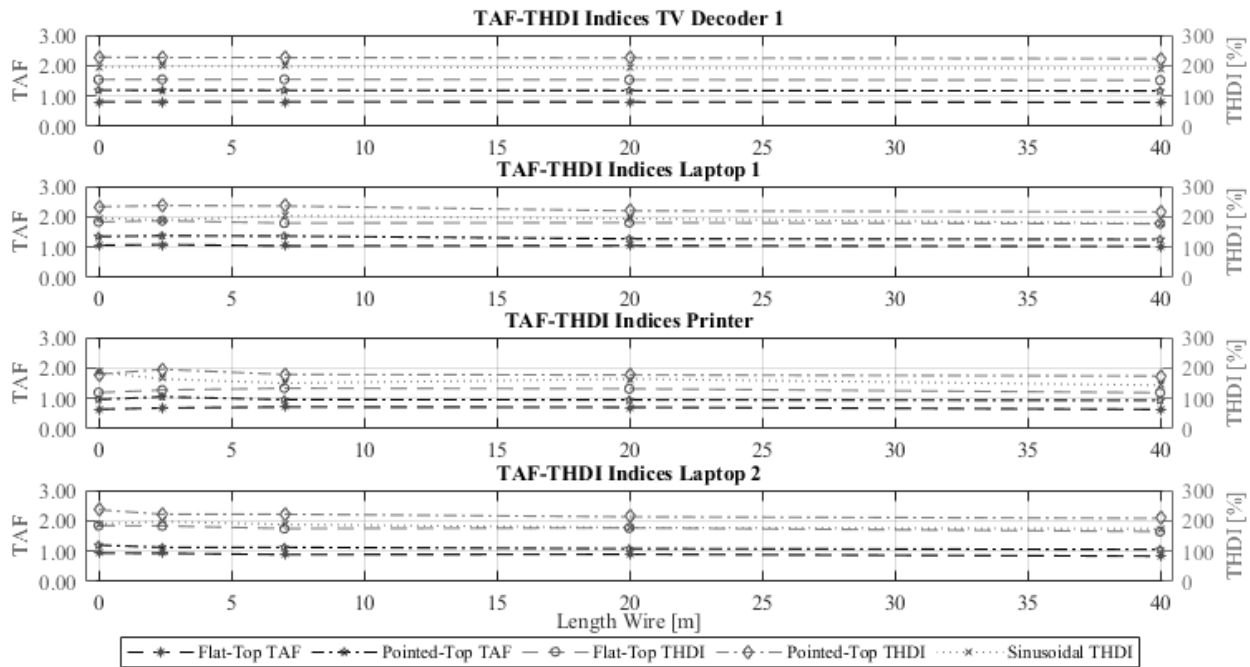 TAF-THDI Indices TV Decoder 1
3.00 300
2.00 200
1.00 100
0.00 0
TAF THDI [%]
0 5 10 15 20 25 30 35 40
TAF-THDI Indices Laptop 1
3.00 300
2.00 200
1.00 100
0.00 0
TAF THDI [%]
0 5 10 15 20 25 30 35 40
TAF-THDI Indices Printer
3.00 300
2.00 200
1.00 100
0.00 0
TAF THDI [%]
0 5 10 15 20 25 30 35 40
TAF-THDI Indices Laptop 2
3.00 300
2.00 200
1.00 100
0.00 0
TAF THDI [%]
0 5 10 15 20 25 30 35 40
Length Wire [m]
Flat-Top TAF Pointed-Top TAF Flat-Top THDI Pointed-Top THDI Sinusoidal THDI